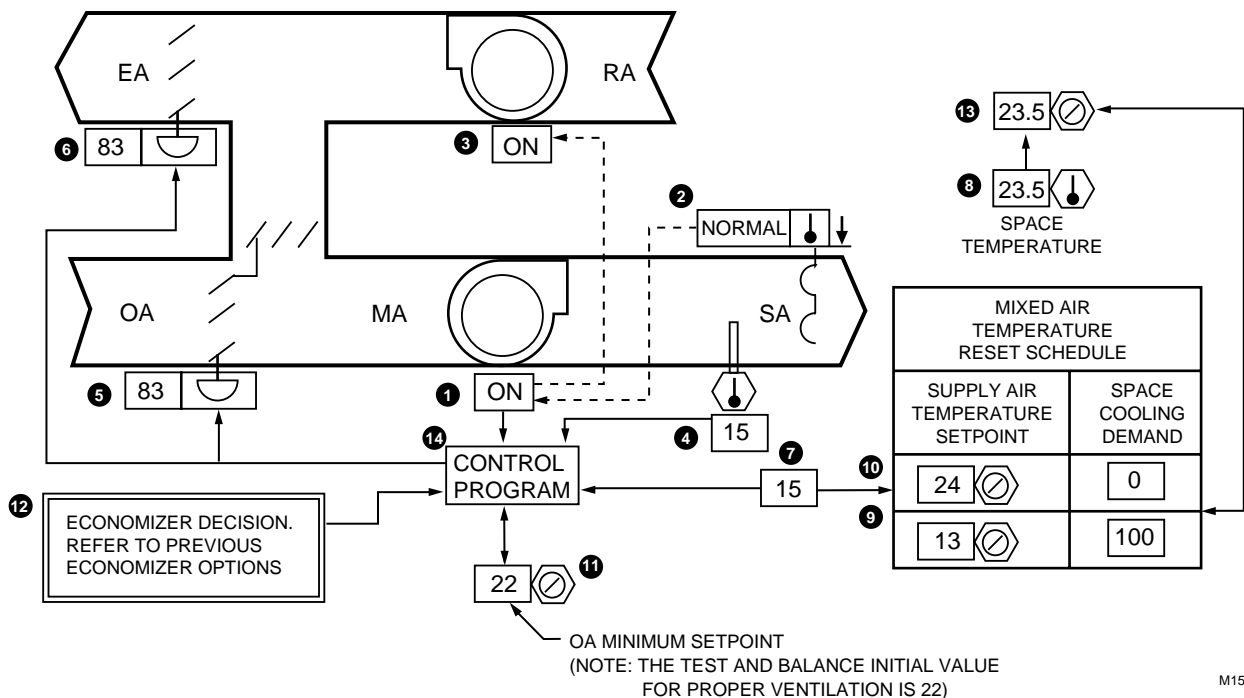 EA
RA
6
83
3
ON
13
23.5
8
23.5
SPACE
TEMPERATURE
2
NORMAL
OA
MA
SA
5
83
1
ON
4
15
14
CONTROL
PROGRAM
7
15
12
ECONOMIZER DECISION.
REFER TO PREVIOUS
ECONOMIZER OPTIONS
22
11
OA MINIMUM SETPOINT
(NOTE: THE TEST AND BALANCE INITIAL VALUE
FOR PROPER VENTILATION IS 22)
MIXED AIR
TEMPERATURE
RESET SCHEDULE
SUPPLY AIR
TEMPERATURE
SETPOINT
SPACE
COOLING
DEMAND
10
24
0
9
13
100
M15